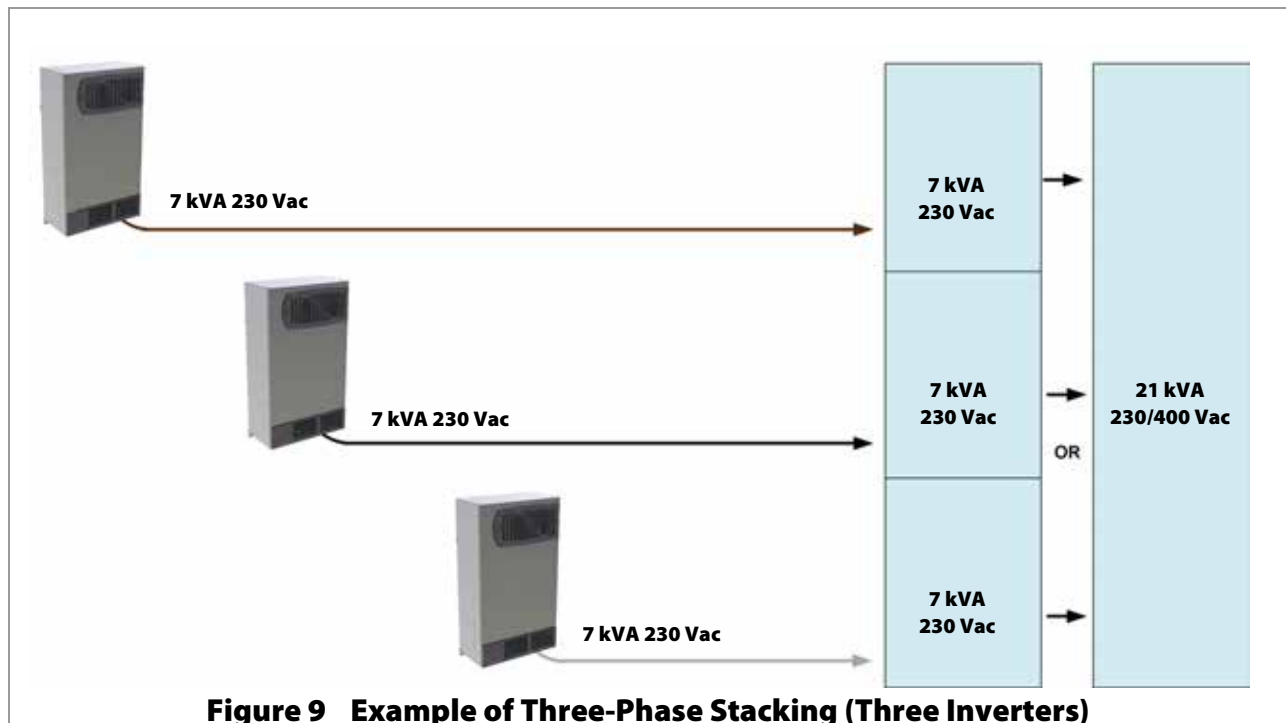 7 kVA 230 Vac
7 kVA
230 Vac
7 kVA 230 Vac
7 kVA
230 Vac
OR
21 kVA
230/400 Vac
7 kVA 230 Vac
7 kVA
230 Vac
Figure 9 Example of Three-Phase Stacking (Three Inverters)